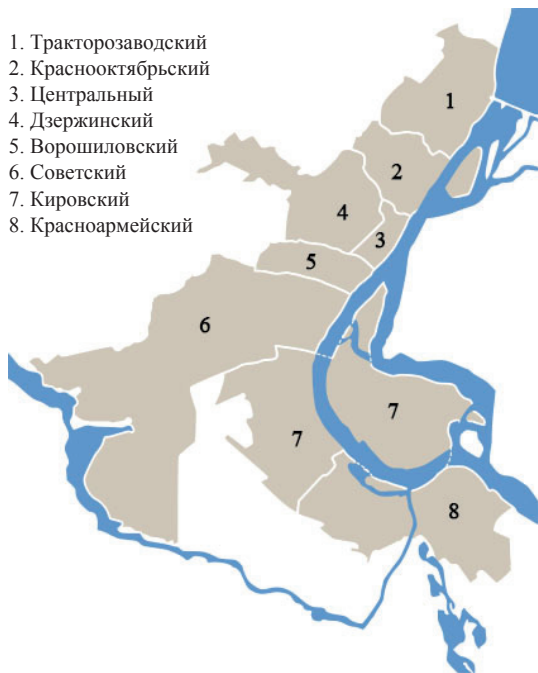 1. Тракторозаводский
2. Краснооктябрьский
3. Центральный
4. Дзержинский
5. Ворошиловский
6. Советский
7. Кировский
8. Красноармейский
1
2
4
3
5
6
7
7
8